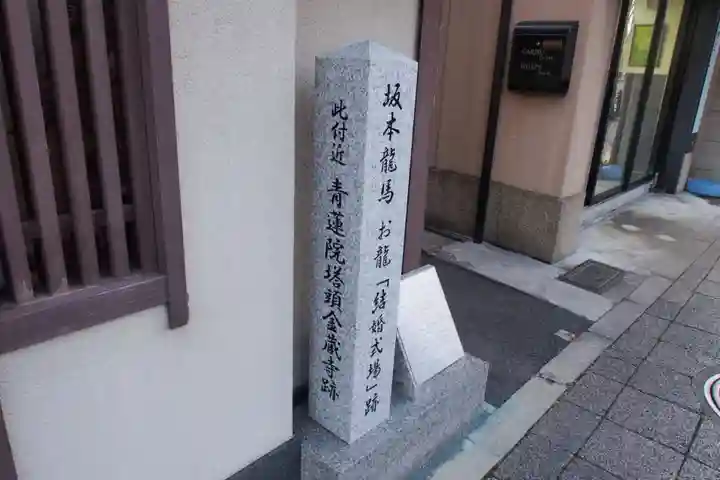 坂本龍馬 お龍「結婚式場」跡
此付近 青蓮院塔頭金蔵寺跡